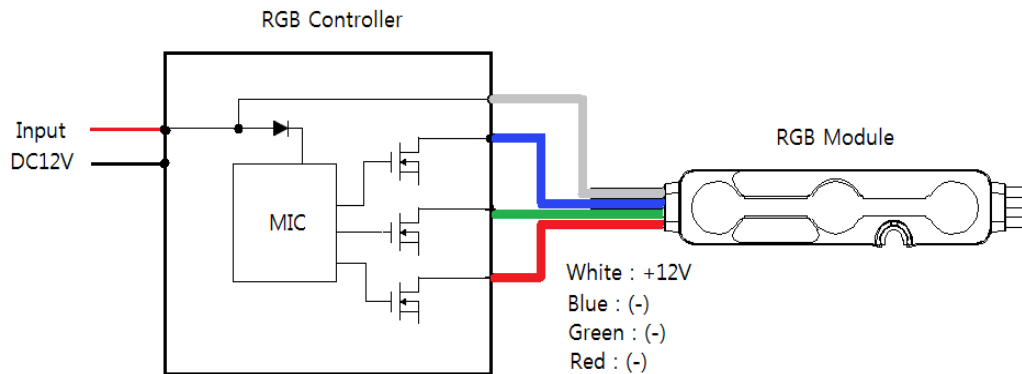 RGB Controller
Input
DC12V
MIC
RGB Module
White : +12V
Blue : (-)
Green : (-)
Red : (-)